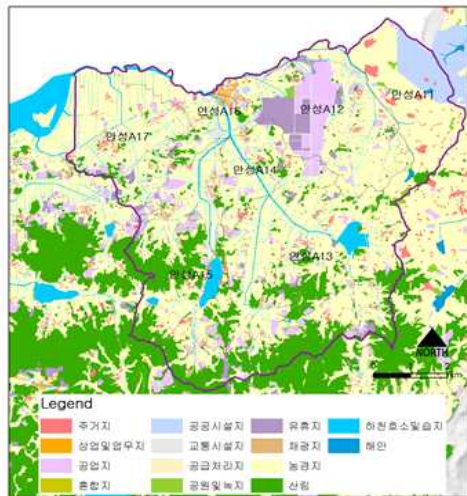 안성A11
안성A16
안성A12
안성A17
안성A14
안성A13
안성A15
NORTH
Legend
주거지
공공시설지
유휴지
하천호소및습지
상업및업무지
교통시설지
채광지
해안
공업지
공급처리지
농경지
혼합지
공원및녹지
산림